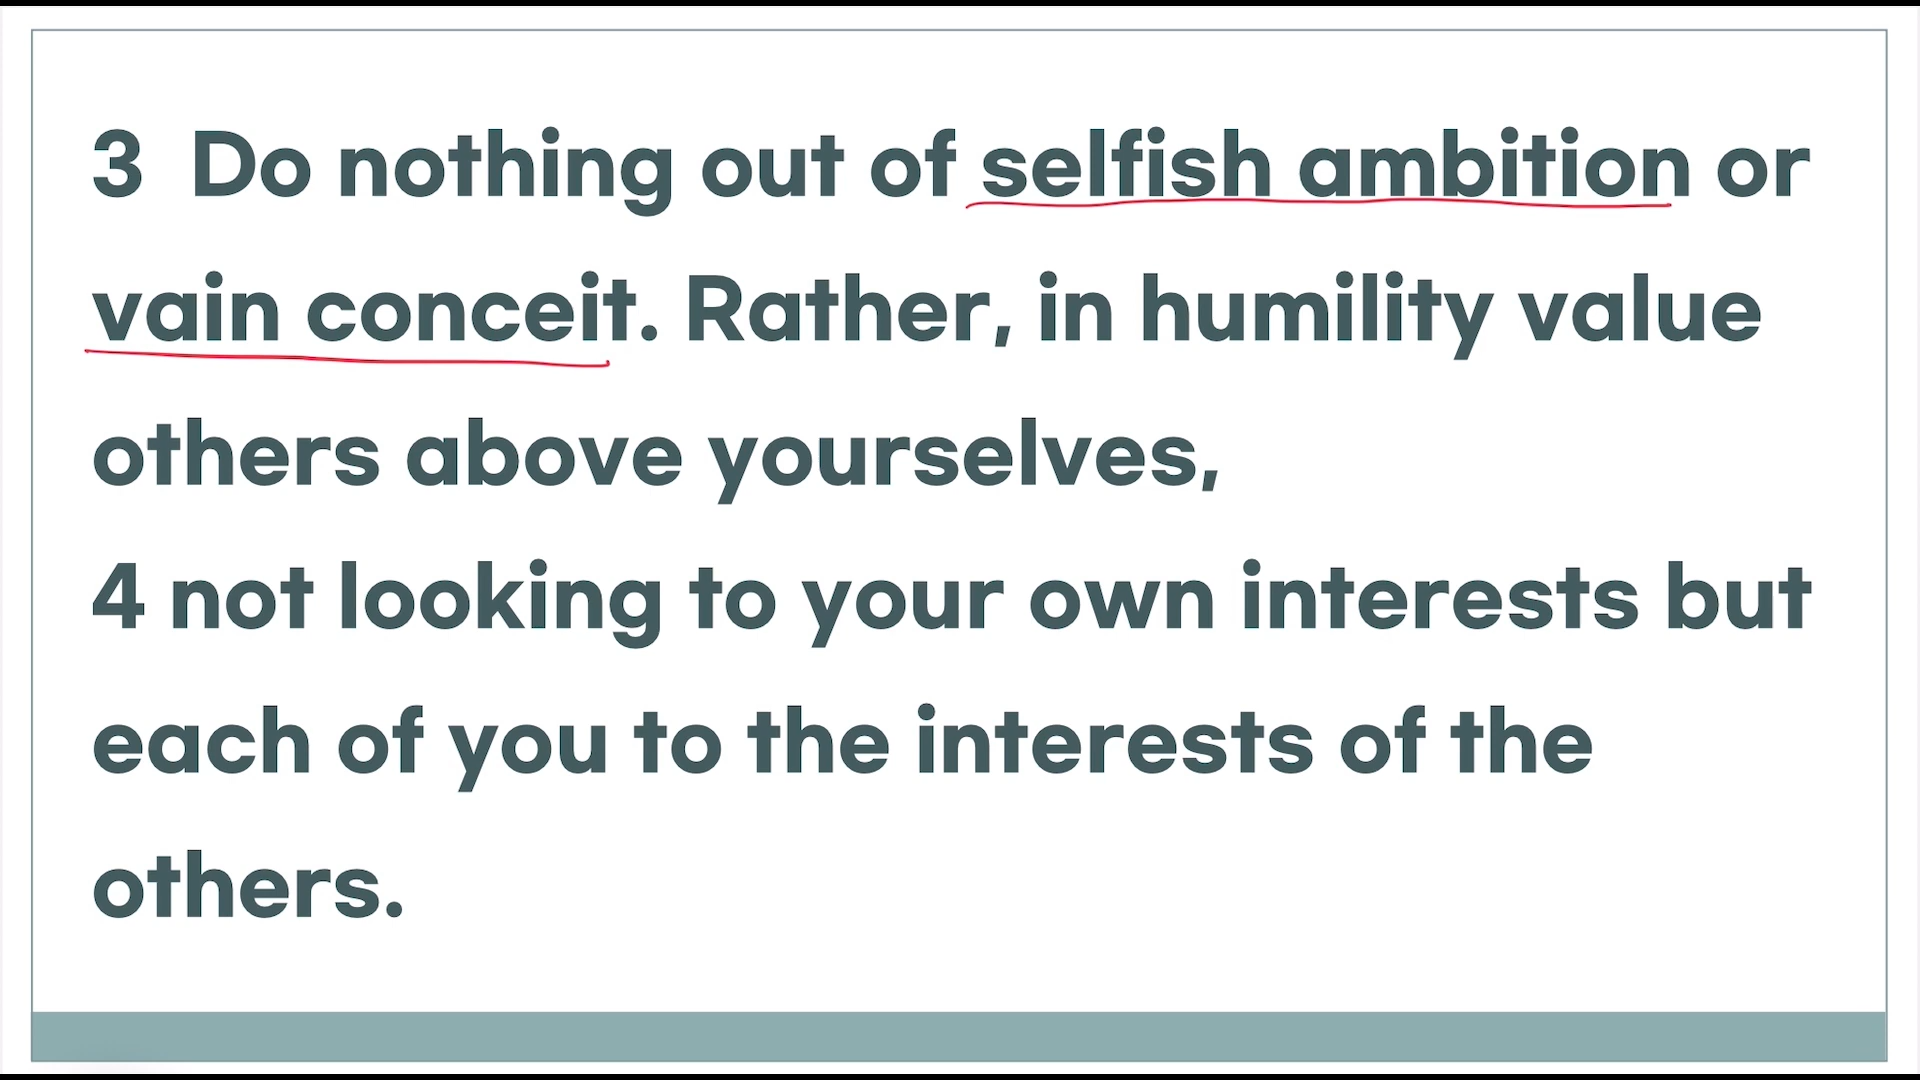 3 Do nothing out of selfish ambition or
vain conceit. Rather, in humility value
others above yourselves,
4 not looking to your own interests but
each of you to the interests of the
others.